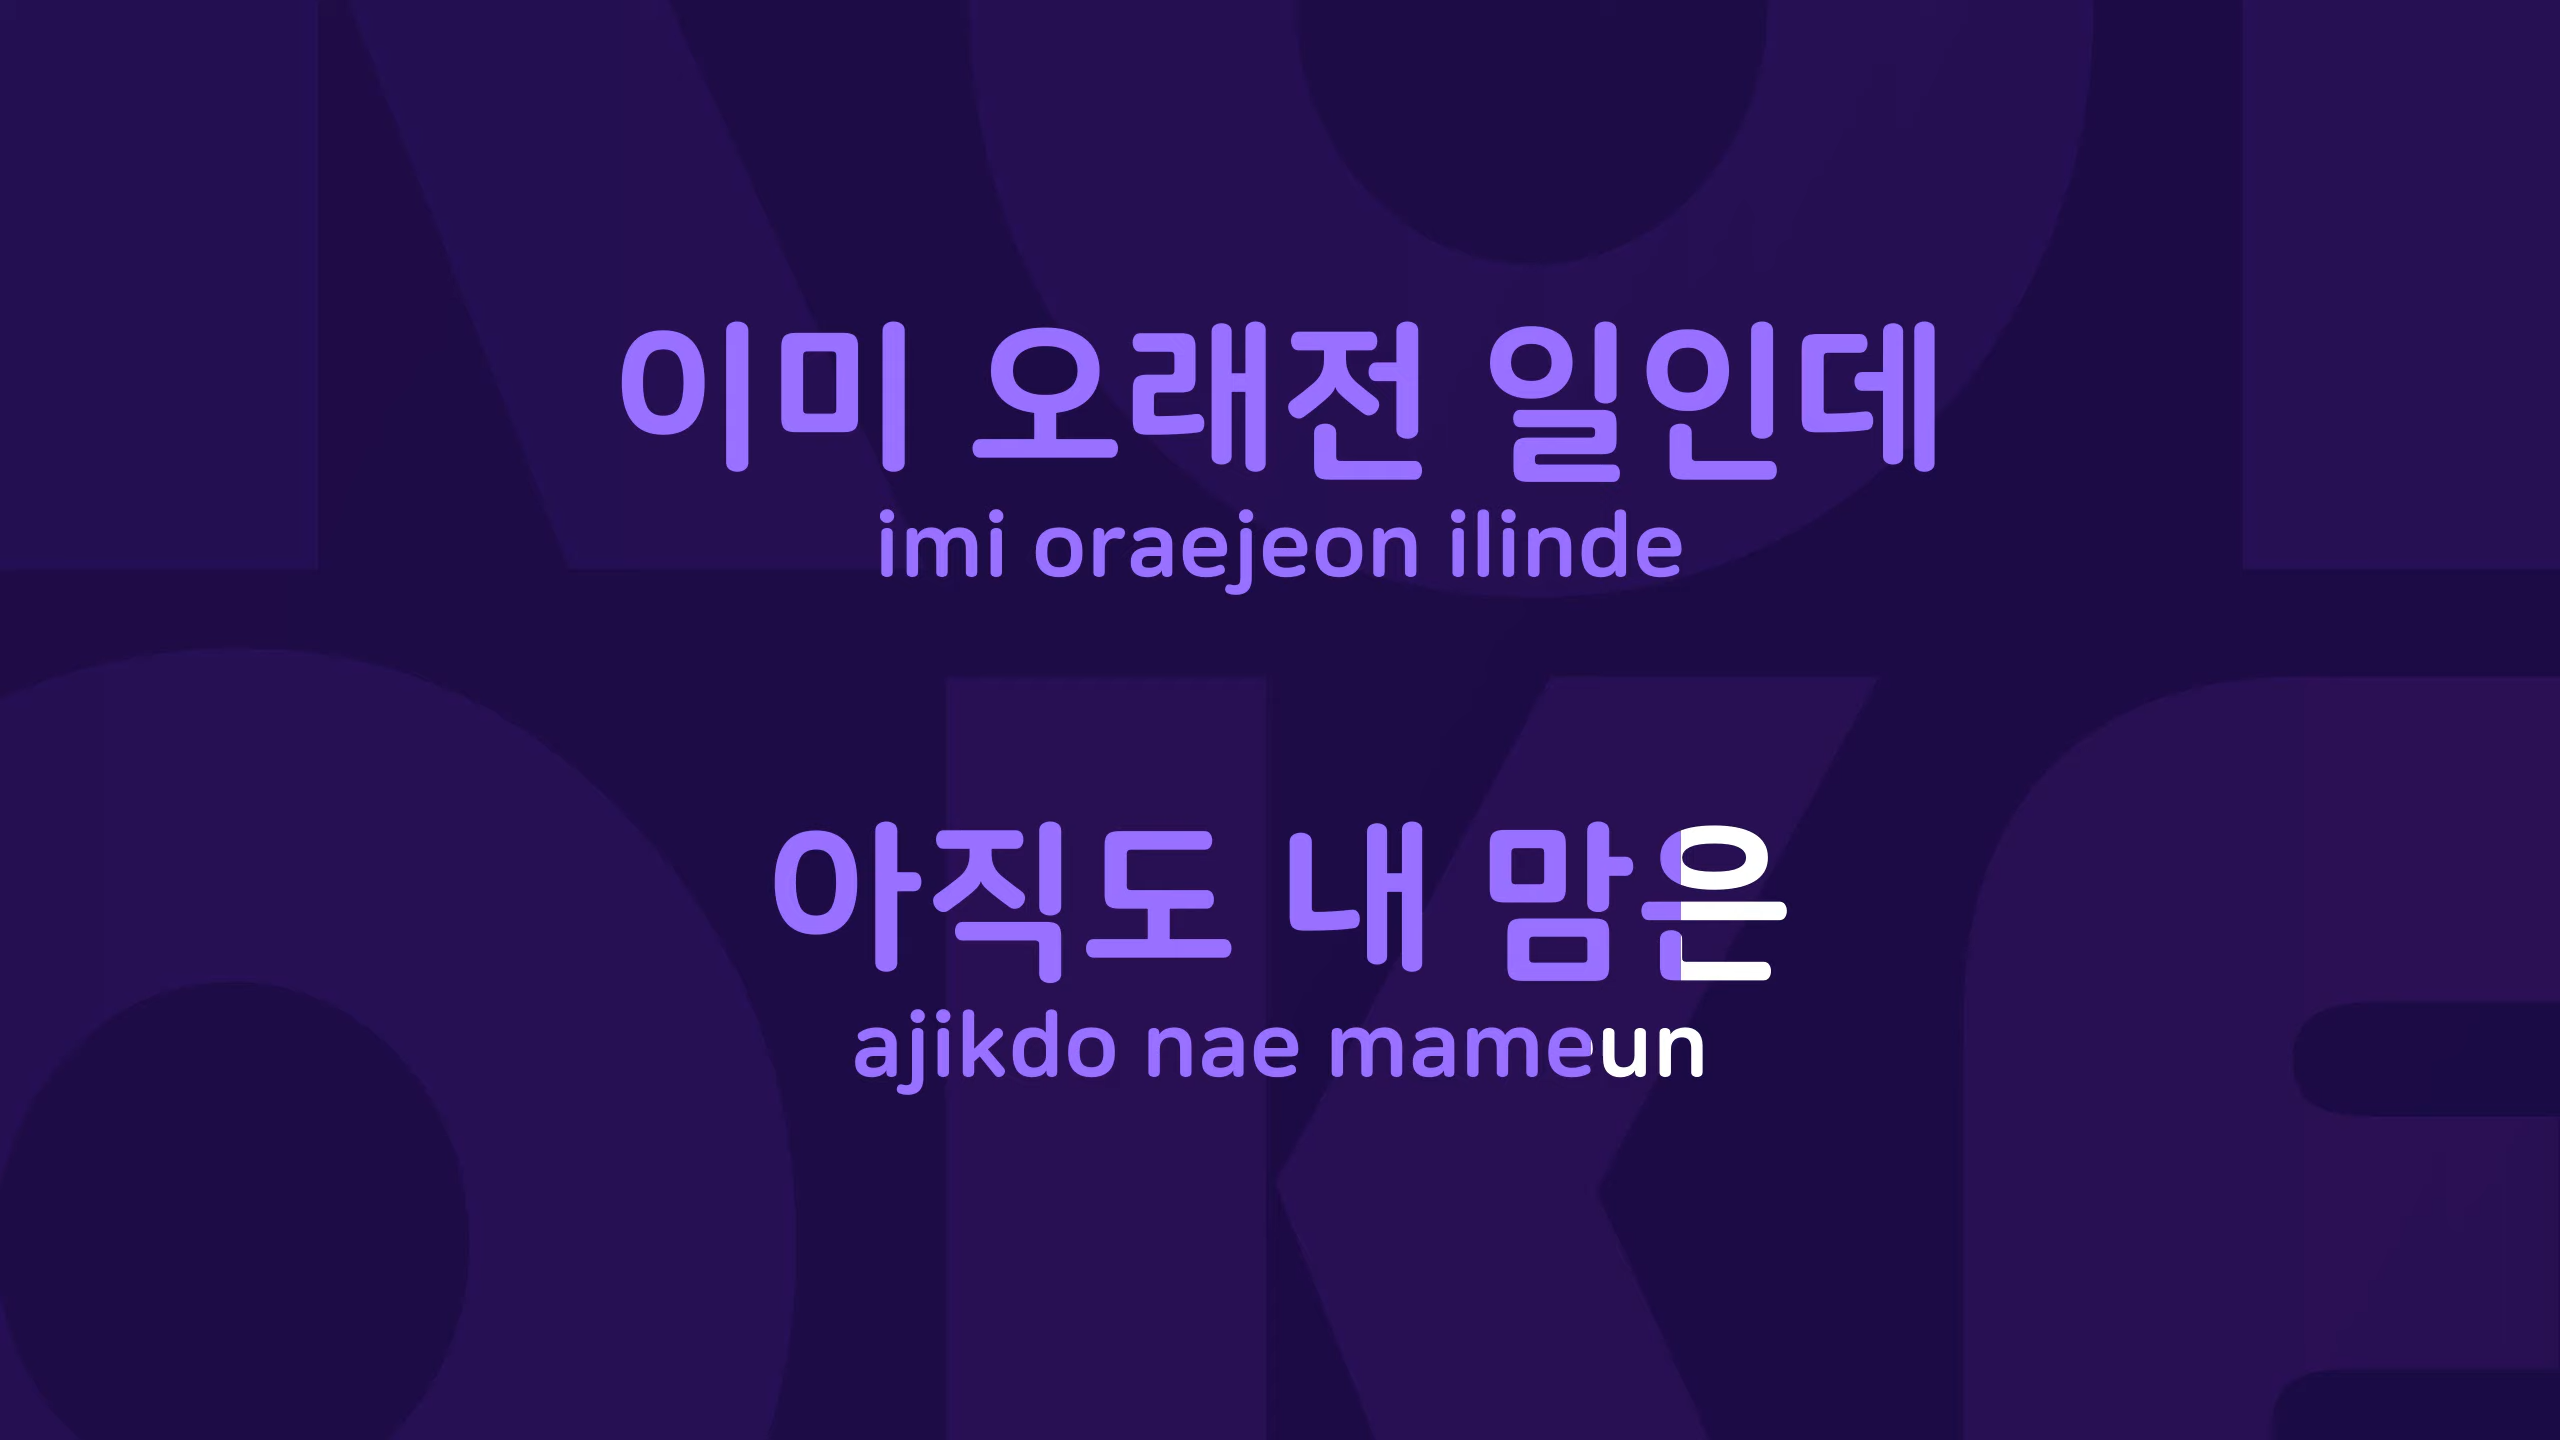 이미 오래전 일인데
imi oraejeon ilinde
아직도 내 맘은
ajikdo nae mameun